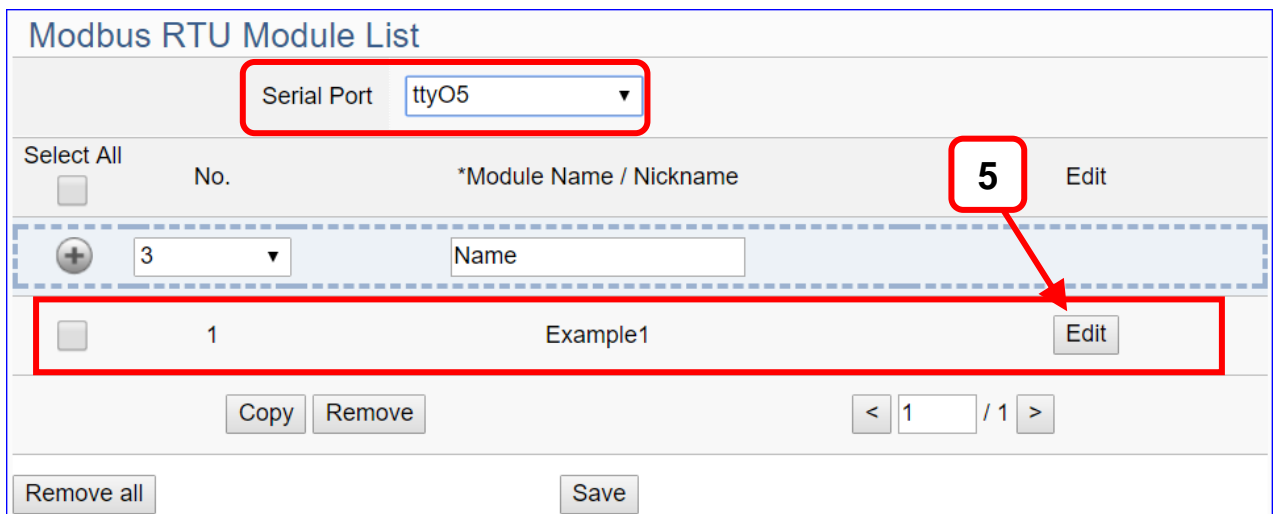 Modbus RTU Module List
Serial Port ttyO5
Select All
No. *Module Name / Nickname 5 Edit
3 Name
1 Example1 Edit
Copy Remove < 1 / 1 >
Remove all Save